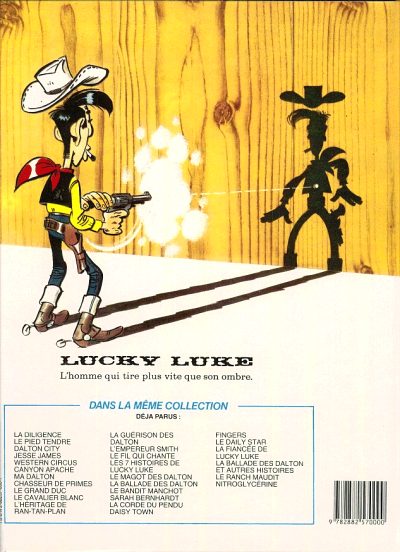 LUCKY LUKE
L'homme qui tire plus vite que son ombre.
DANS LA MÊME COLLECTION
DÉJA PARUS :
LA DILIGENCE
LE PIED TENDRE
DALTON CITY
JESSE JAMES
WESTERN CIRCUS
CANYON APACHE
MA DALTON
CHASSEUR DE PRIMES
LE GRAND DUC
LE CAVALIER BLANC
L'HÉRITAGE DE
RAN-TAN-PLAN
LA GUÉRISON DES
DALTON
L'EMPEREUR SMITH
LE FIL QUI CHANTE
LES 7 HISTOIRES DE
LUCKY LUKE
LE MAGOT DES DALTON
LA BALLADE DES DALTON
LE BANDIT MANCHOT
SARAH BERNHARDT
LA CORDE DU PENDU
DAISY TOWN
FINGERS
LE DAILY STAR
LA FIANCÉE DE
LUCKY LUKE
LA BALLADE DES DALTON
ET AUTRES HISTOIRES
LE RANCH MAUDIT
NITROGLYCÉRINE
9 782882 570000